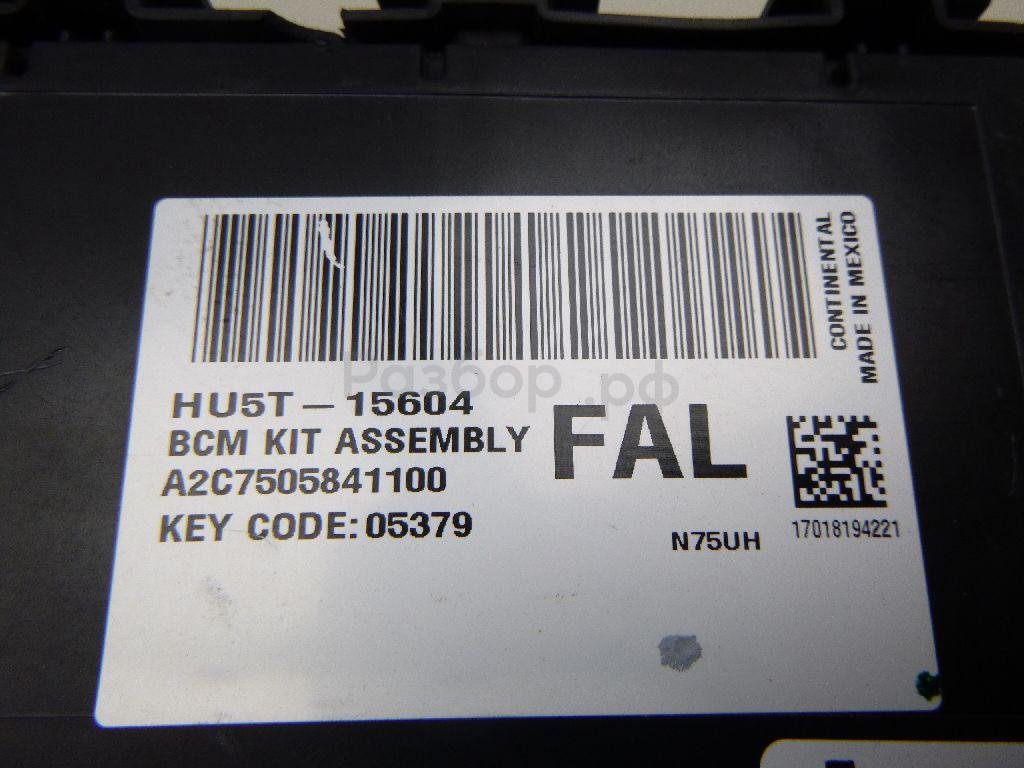 CONTINENTAL
MADE IN MEXICO
Разбор.рф
HU5T-15604
BCM KIT ASSEMBLY
FAL
A2C7505841100
KEY CODE: 05379
N75UH
17018194221